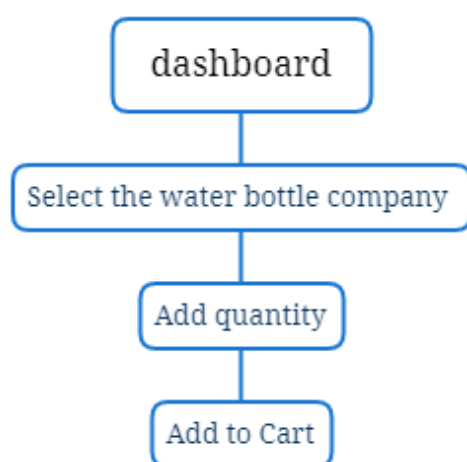 dashboard
Select the water bottle company
Add quantity
Add to Cart